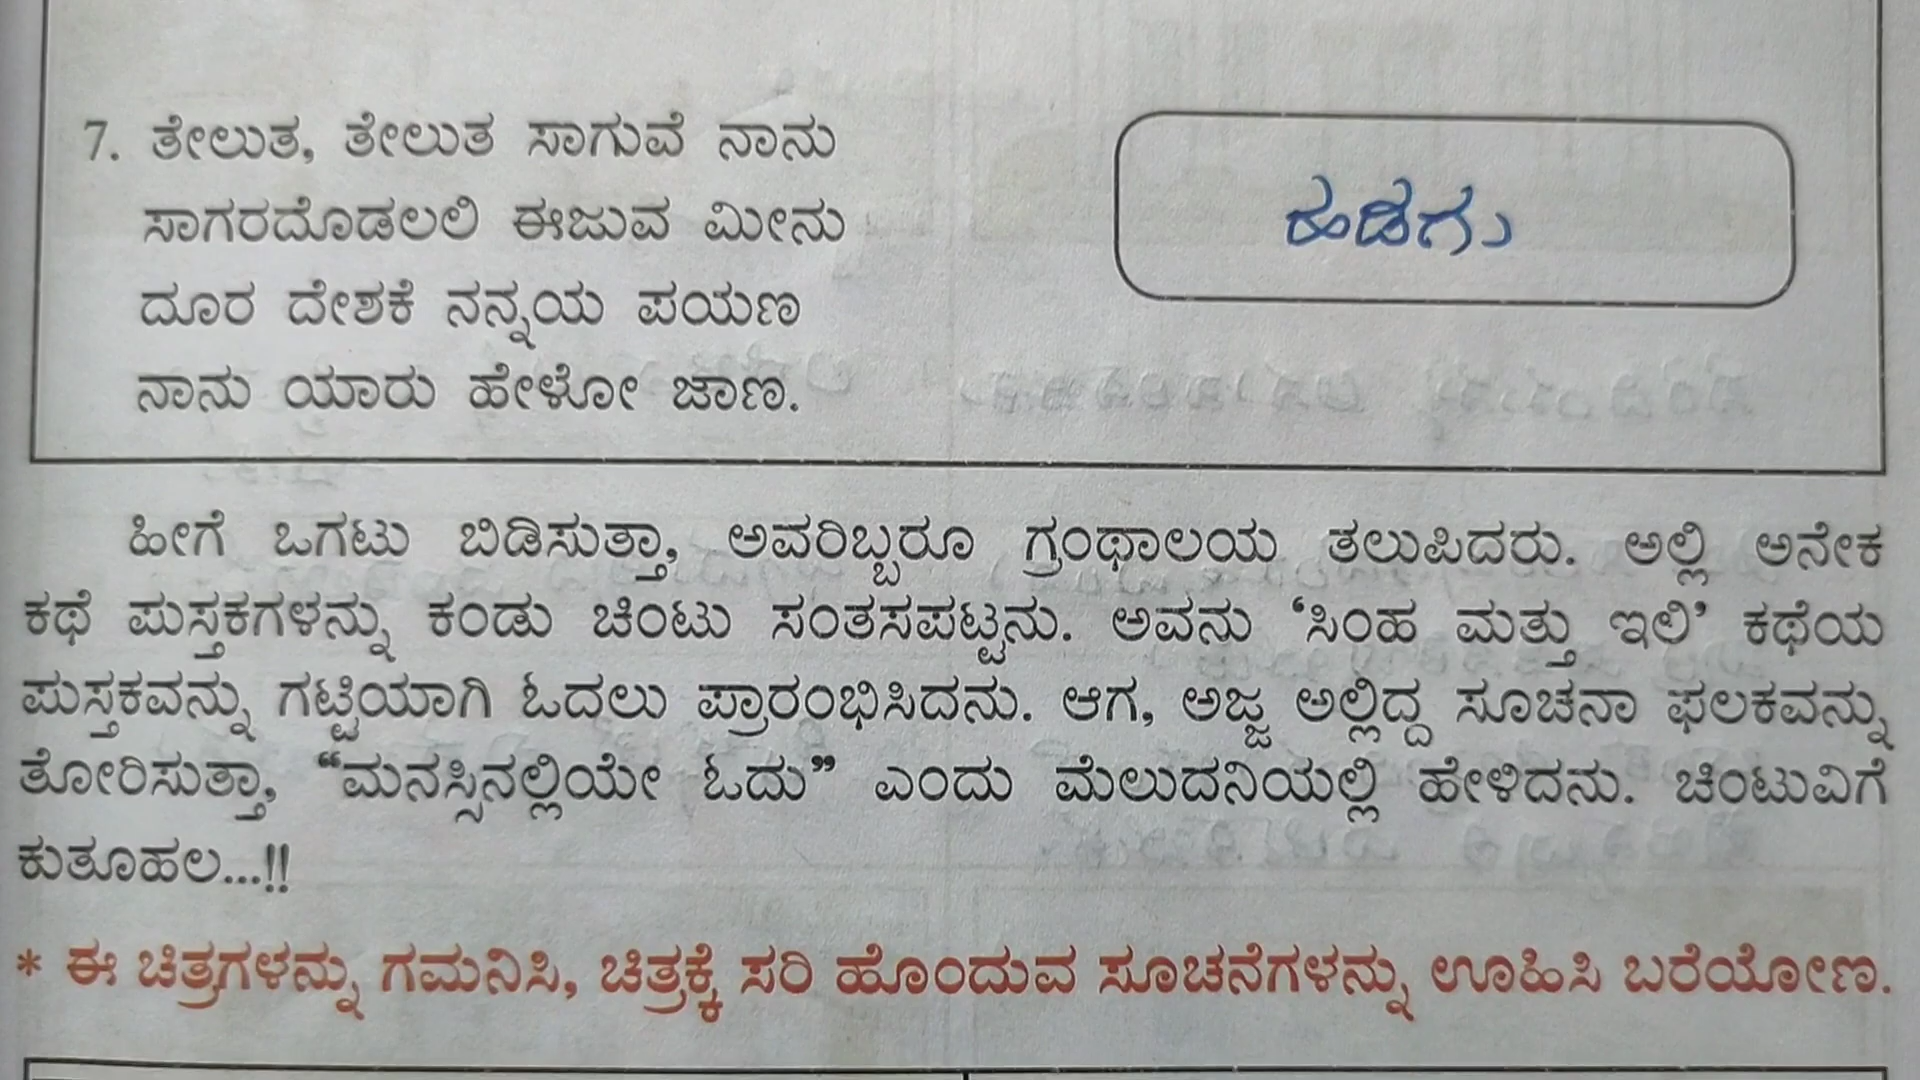 7. ತೇಲುತ, ತೇಲುತ ಸಾಗುವೆ ನಾನು
ಸಾಗರದೊಡಲಲಿ ಈಜುವ ಮೀನು
ದೂರ ದೇಶಕೆ ನನ್ನಯ ಪಯಣ
ನಾನು ಯಾರು ಹೇಳೋ ಜಾಣ.
ಹಡಗು
ಹೀಗೆ ಒಗಟು ಬಿಡಿಸುತ್ತಾ, ಅವರಿಬ್ಬರೂ ಗ್ರಂಥಾಲಯ ತಲುಪಿದರು. ಅಲ್ಲಿ ಅನೇಕ
ಕಥೆ ಪುಸ್ತಕಗಳನ್ನು ಕಂಡು ಚಿಂಟು ಸಂತಸಪಟ್ಟನು. ಅವನು ‘ಸಿಂಹ ಮತ್ತು ಇಲಿ’ ಕಥೆಯ
ಪುಸ್ತಕವನ್ನು ಗಟ್ಟಿಯಾಗಿ ಓದಲು ಪ್ರಾರಂಭಿಸಿದನು. ಆಗ, ಅಜ್ಜ ಅಲ್ಲಿದ್ದ ಸೂಚನಾ ಫಲಕವನ್ನು
ತೋರಿಸುತ್ತಾ, “ಮನಸ್ಸಿನಲ್ಲಿಯೇ ಓದು” ಎಂದು ಮೆಲುದನಿಯಲ್ಲಿ ಹೇಳಿದನು. ಚಿಂಟುವಿಗೆ
ಕುತೂಹಲ...!!
* ಈ ಚಿತ್ರಗಳನ್ನು ಗಮನಿಸಿ, ಚಿತ್ರಕ್ಕೆ ಸರಿ ಹೊಂದುವ ಸೂಚನೆಗಳನ್ನು ಊಹಿಸಿ ಬರೆಯೋಣ.